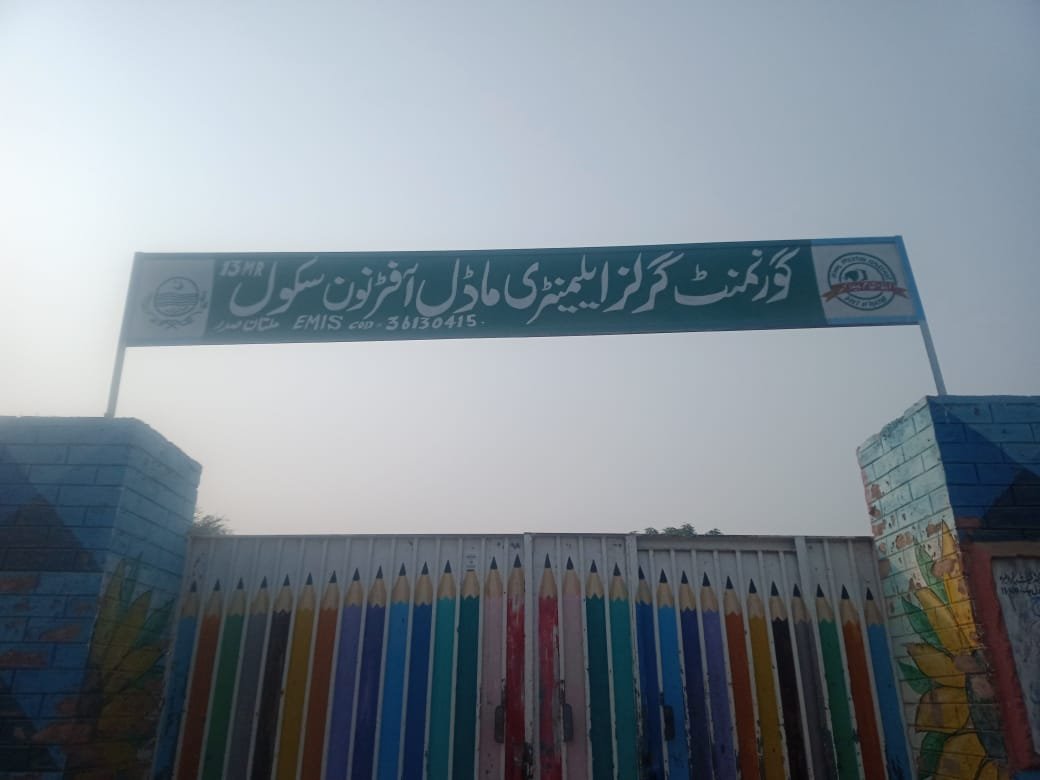 گورنمنٹ گرلز ایلیمنٹری ماڈل آفٹرنون سکول
13MR
ملتان صدر EMIS COD - 36130415.